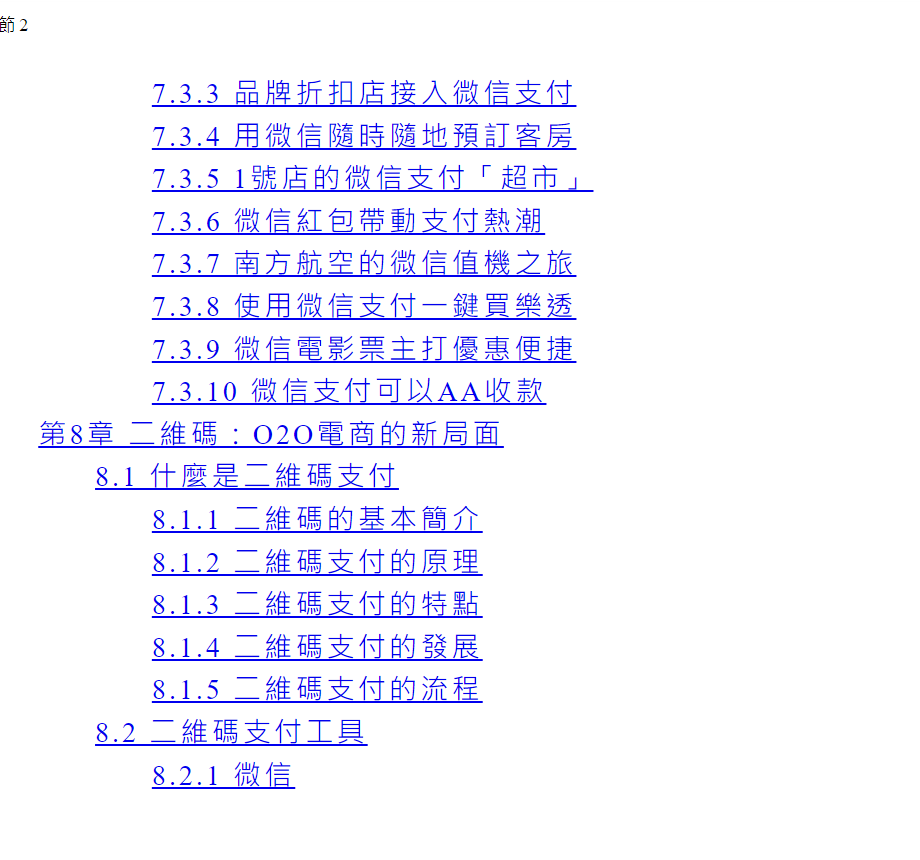 節 2
7.3.3 品牌折扣店接入微信支付
7.3.4 用微信隨時隨地預訂客房
7.3.5 1號店的微信支付「超市」
7.3.6 微信紅包帶動支付熱潮
7.3.7 南方航空的微信值機之旅
7.3.8 使用微信支付一鍵買樂透
7.3.9 微信電影票主打優惠便捷
7.3.10 微信支付可以AA收款
第8章 二維碼：O2O電商的新局面
8.1 什麼是二維碼支付
8.1.1 二維碼的基本簡介
8.1.2 二維碼支付的原理
8.1.3 二維碼支付的特點
8.1.4 二維碼支付的發展
8.1.5 二維碼支付的流程
8.2 二維碼支付工具
8.2.1 微信